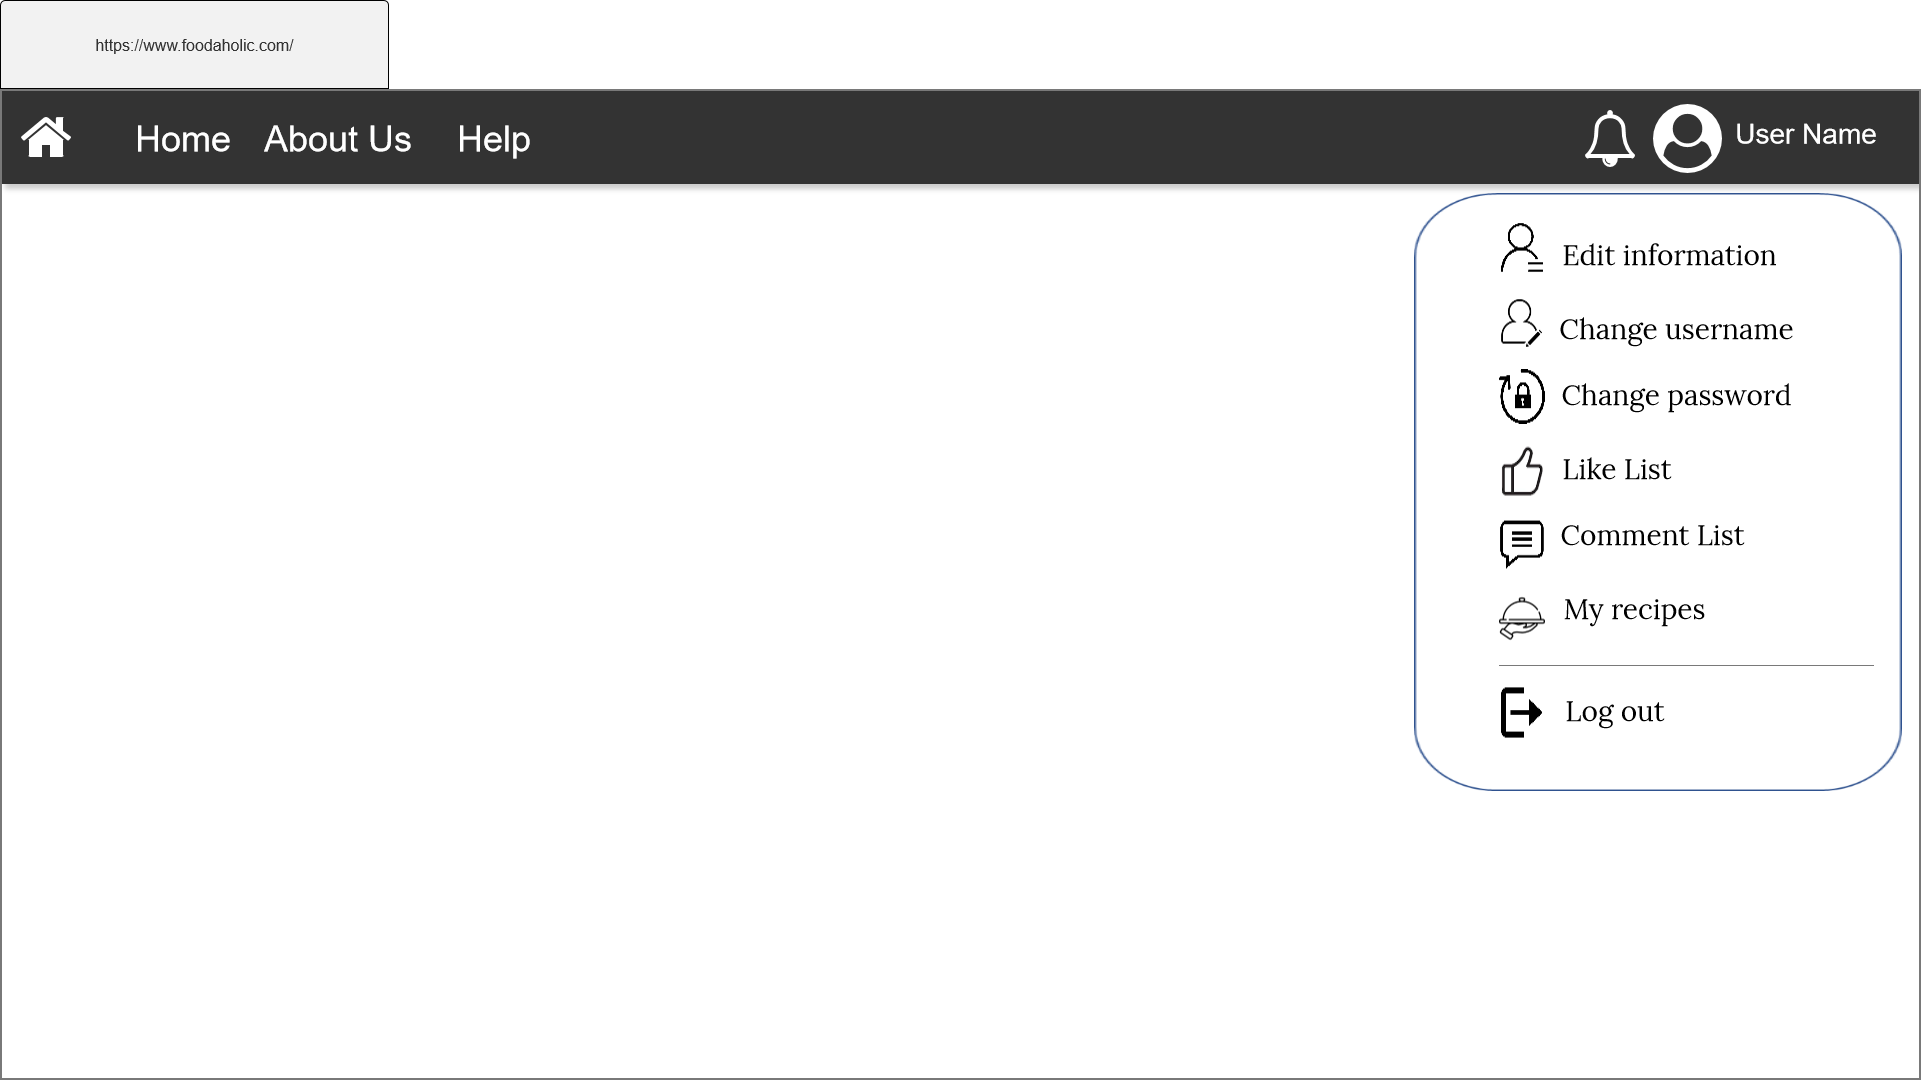 https://www.foodaholic.com/
Home About Us Help User Name
Edit information
Change username
Change password
Like List
Comment List
My recipes
Log out